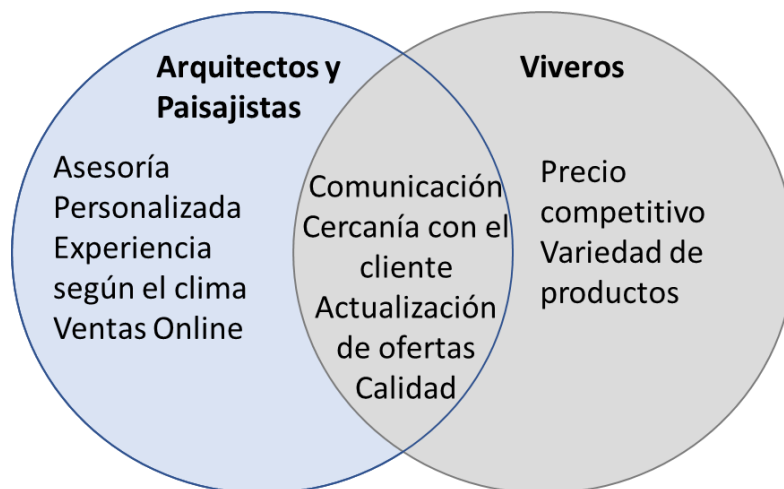 Arquitectos y
Paisajistas
Asesoría
Personalizada
Experiencia
según el clima
Ventas Online
Comunicación
Cercanía con el
cliente
Actualización
de ofertas
Calidad
Viveros
Precio
competitivo
Variedad de
productos